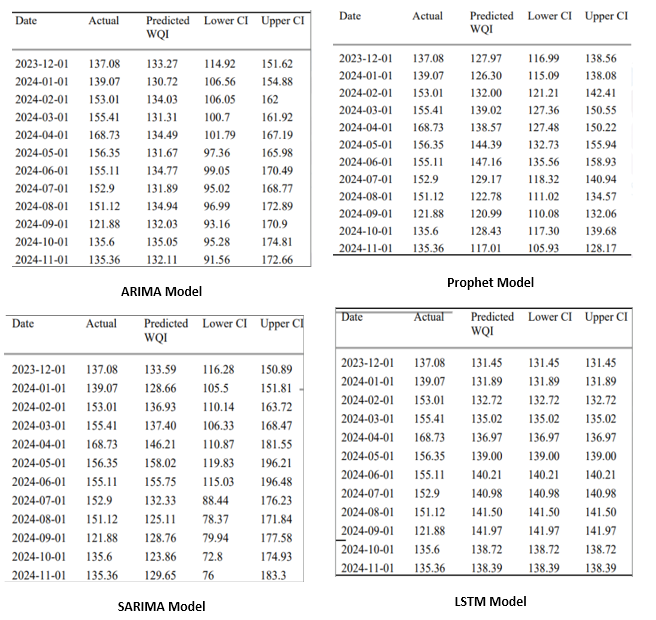 Date Actual Predicted WQI Lower CI Upper CI
2023-12-01 137.08 133.27 114.92 151.62
2024-01-01 139.07 130.72 106.56 154.88
2024-02-01 153.01 134.03 106.05 162
2024-03-01 155.41 131.31 100.7 161.92
2024-04-01 168.73 134.49 101.79 167.19
2024-05-01 156.35 131.67 97.36 165.98
2024-06-01 155.11 134.77 99.05 170.49
2024-07-01 152.9 131.89 95.02 168.77
2024-08-01 151.12 134.94 96.99 172.89
2024-09-01 121.88 132.03 93.16 170.9
2024-10-01 135.6 135.05 95.28 174.81
2024-11-01 135.36 132.11 91.56 172.66
ARIMA Model
Date Actual Predicted WQI Lower CI Upper CI
2023-12-01 137.08 127.97 116.99 138.56
2024-01-01 139.07 126.30 115.09 138.08
2024-02-01 153.01 132.00 121.21 142.41
2024-03-01 155.41 139.02 127.36 150.55
2024-04-01 168.73 138.57 127.48 150.22
2024-05-01 156.35 144.39 132.73 155.94
2024-06-01 155.11 147.16 135.56 158.93
2024-07-01 152.9 129.17 118.32 140.94
2024-08-01 151.12 122.78 111.02 134.57
2024-09-01 121.88 120.99 110.08 132.06
2024-10-01 135.6 128.43 117.30 139.68
2024-11-01 135.36 117.01 105.93 128.17
Prophet Model
Date Actual Predicted WQI Lower CI Upper CI
2023-12-01 137.08 133.59 116.28 150.89
2024-01-01 139.07 128.66 105.5 151.81
2024-02-01 153.01 136.93 110.14 163.72
2024-03-01 155.41 137.40 106.33 168.47
2024-04-01 168.73 146.21 110.87 181.55
2024-05-01 156.35 158.02 119.83 196.21
2024-06-01 155.11 155.75 115.03 196.48
2024-07-01 152.9 132.33 88.44 176.23
2024-08-01 151.12 125.11 78.37 171.84
2024-09-01 121.88 128.76 79.94 177.58
2024-10-01 135.6 123.86 72.8 174.93
2024-11-01 135.36 129.65 76 183.3
SARIMA Model
Date Actual Predicted WQI Lower CI Upper CI
2023-12-01 137.08 131.45 131.45 131.45
2024-01-01 139.07 131.89 131.89 131.89
2024-02-01 153.01 132.72 132.72 132.72
2024-03-01 155.41 135.02 135.02 135.02
2024-04-01 168.73 136.97 136.97 136.97
2024-05-01 156.35 139.00 139.00 139.00
2024-06-01 155.11 140.21 140.21 140.21
2024-07-01 152.9 140.98 140.98 140.98
2024-08-01 151.12 141.50 141.50 141.50
2024-09-01 121.88 141.97 141.97 141.97
2024-10-01 135.6 138.72 138.72 138.72
2024-11-01 135.36 138.39 138.39 138.39
LSTM Model